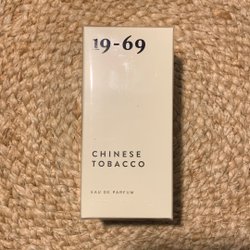 19-69
CHINESE
TOBACCO
EAU DE PARFUM